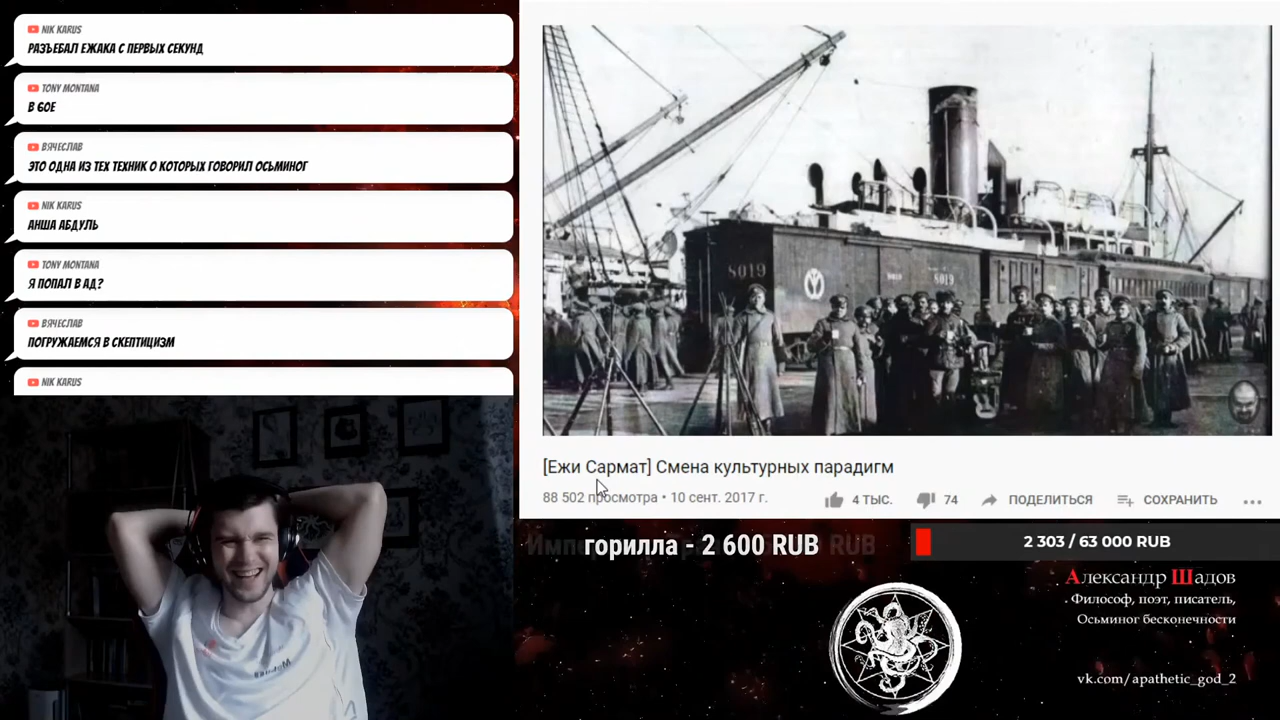 NIK KARUS
РАЗЪЕБАЛ ЕЖАКА С ПЕРВЫХ СЕКУНД
TONY MONTANA
В БОЕ
ВЯЧЕСЛАВ
ЭТО ОДНА ИЗ ТЕХ ТЕХНИК О КОТОРЫХ ГОВОРИЛ ОСЬМИНОГ
NIK KARUS
АНША АБДУЛЬ
TONY MONTANA
Я ПОПАЛ В АД?
ВЯЧЕСЛАВ
ПОГРУЖАЕМСЯ В СКЕПТИЦИЗМ
NIK KARUS
8019
8019
8019
[Ежи Сармат] Смена культурных парадигм
88 502 просмотра • 10 сент. 2017 г.
4 ТЫС.
74
ПОДЕЛИТЬСЯ
СОХРАНИТЬ
горилла - 2 600 RUB
2 303 / 63 000 RUB
Александр Шадов
Философ, поэт, писатель,
Осьминог бесконечности
vk.com/apathetic_god_2